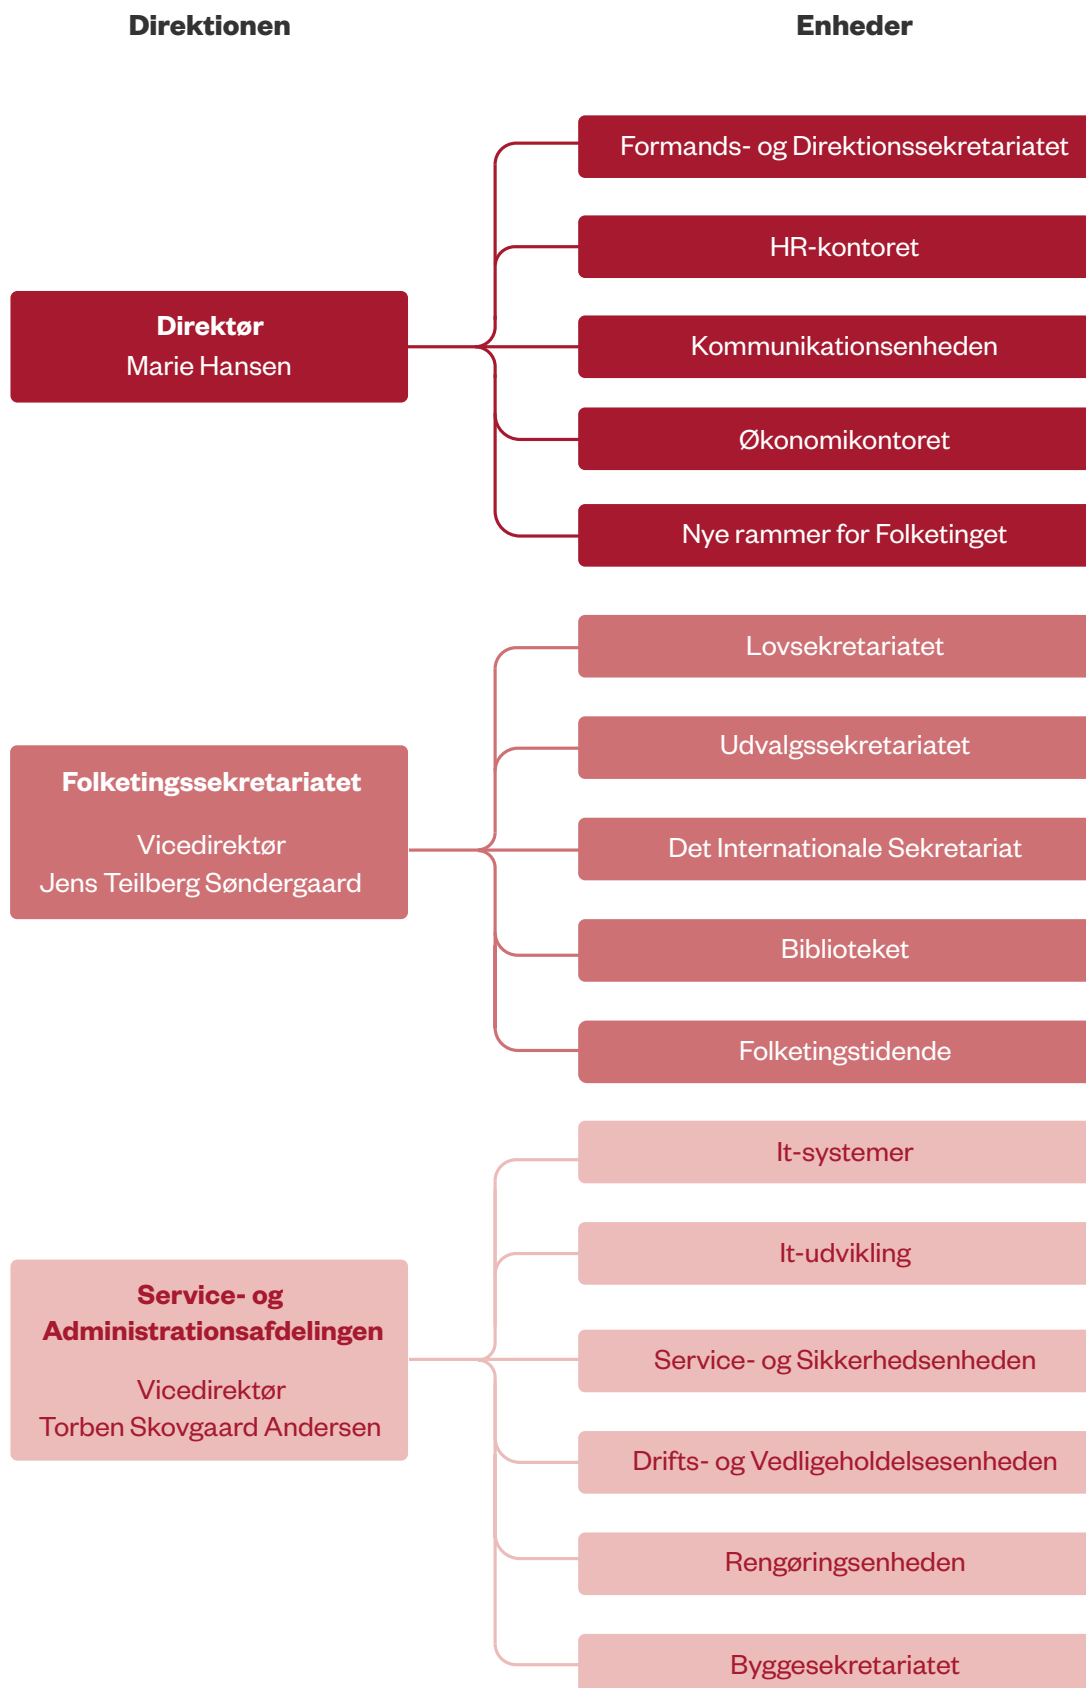 Direktionen
Enheder
Direktør
Marie Hansen
Formands- og Direktionssekretariatet
HR-kontoret
Kommunikationsenheden
Økonomikontoret
Nye rammer for Folketinget
Folketingssekretariatet
Vicedirektør
Jens Teilberg Søndergaard
Lovsekretariatet
Udvalgssekretariatet
Det Internationale Sekretariat
Biblioteket
Folketingstidende
Service- og
Administrationsafdelingen
Vicedirektør
Torben Skovgaard Andersen
It-systemer
It-udvikling
Service- og Sikkerhedsenheden
Drifts- og Vedligeholdelsesenheden
Rengøringsenheden
Byggesekretariatet